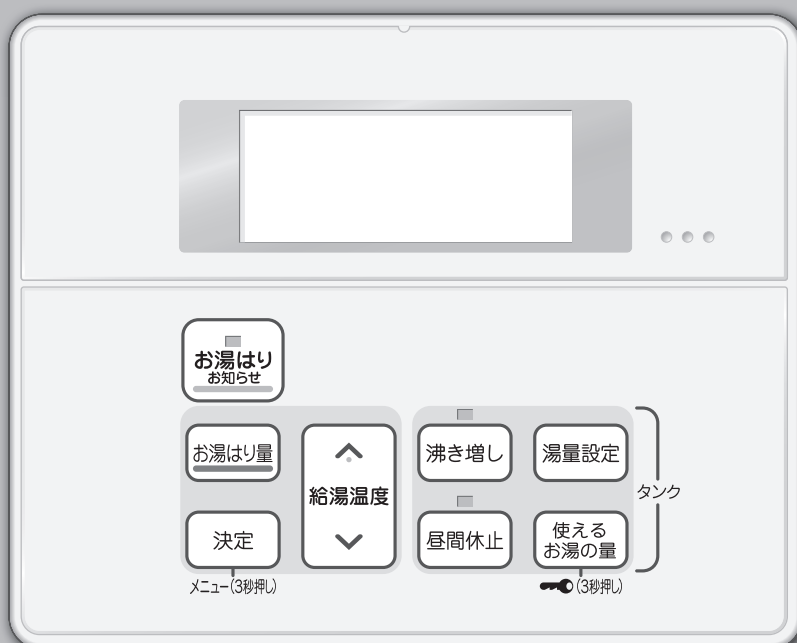 お湯はり
お知らせ
お湯はり量
給湯温度
決定
メニュー(3秒押し)
沸き増し
湯量設定
昼間休止
使える
お湯の量
(3秒押し)
タンク